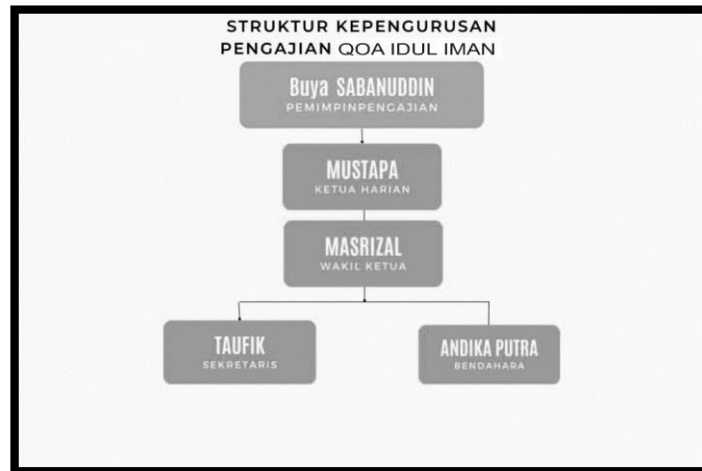 STRUKTUR KEPENGURUSAN
PENGAJIAN QOA IDUL IMAN
Buya SABANUDDIN
PEMIMPINPENGAJIAN
MUSTAPA
KETUA HARIAN
MASRIZAL
WAKIL KETUA
TAUFIK
SEKRETARIS
ANDIKA PUTRA
BENDAHARA